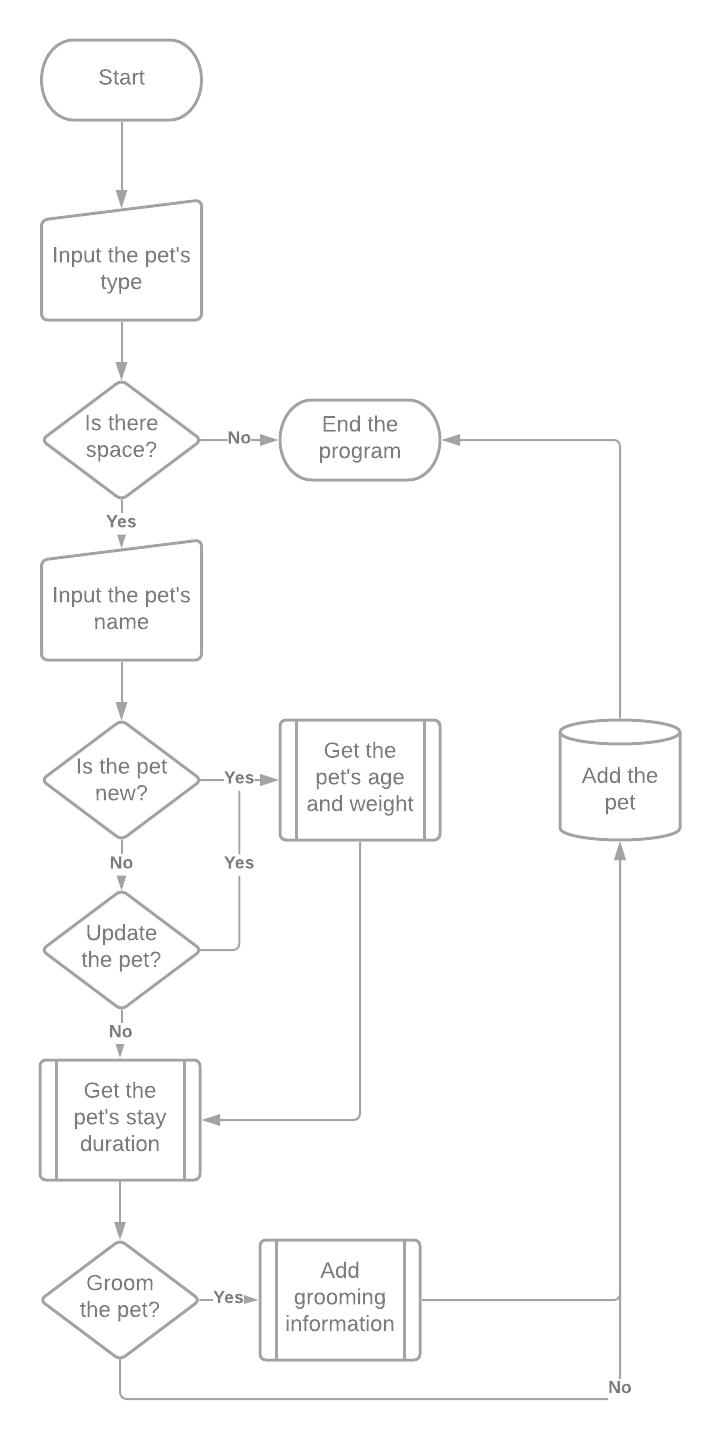 Start
Input the pet's
type
Is there
space?
No
End the
program
Yes
Input the pet's
name
Is the pet
new?
Yes
Get the
pet's age
and weight
Add the
pet
No
Yes
Update
the pet?
No
Get the
pet's stay
duration
Groom
the pet?
Yes
Add
grooming
information
No